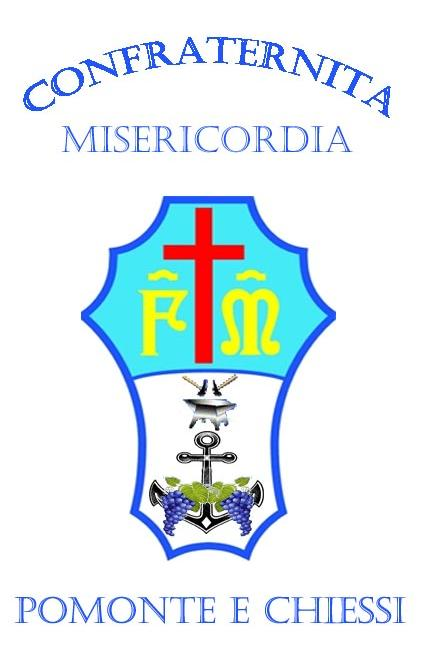 CONFRATERNITA
MISERICORDIA
F̃ M̃
POMONTE E CHIESSI